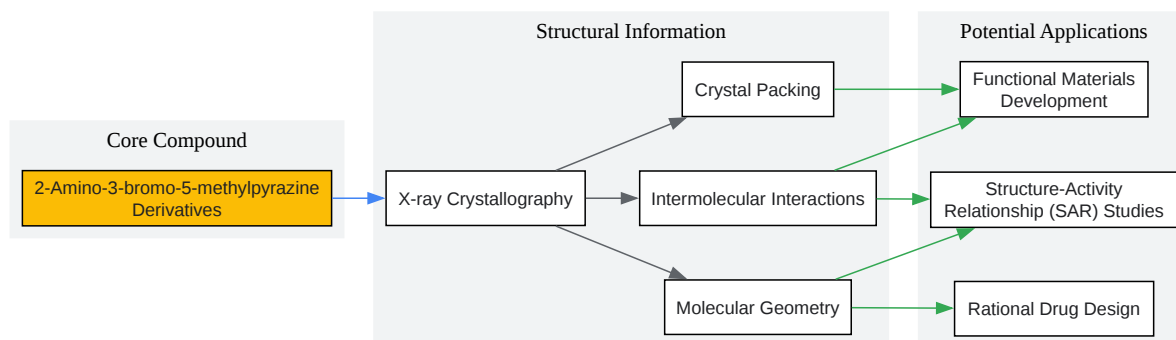 Core Compound
2-Amino-3-bromo-5-methylpyrazine
Derivatives
Structural Information
X-ray Crystallography
Crystal Packing
Intermolecular Interactions
Molecular Geometry
Potential Applications
Functional Materials
Development
Structure-Activity
Relationship (SAR) Studies
Rational Drug Design